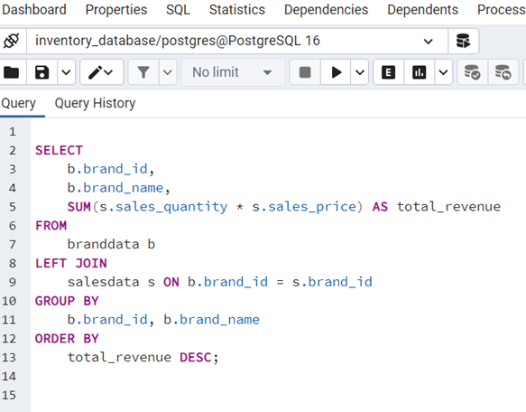 Dashboard Properties SQL Statistics Dependencies Dependents Process
inventory_database/postgres@PostgreSQL 16
No limit
E
Query Query History
1
2 SELECT
3 b.brand_id,
4 b.brand_name,
5 SUM(s.sales_quantity * s.sales_price) AS total_revenue
6 FROM
7 branddata b
8 LEFT JOIN
9 salesdata s ON b.brand_id = s.brand_id
10 GROUP BY
11 b.brand_id, b.brand_name
12 ORDER BY
13 total_revenue DESC;
14
15